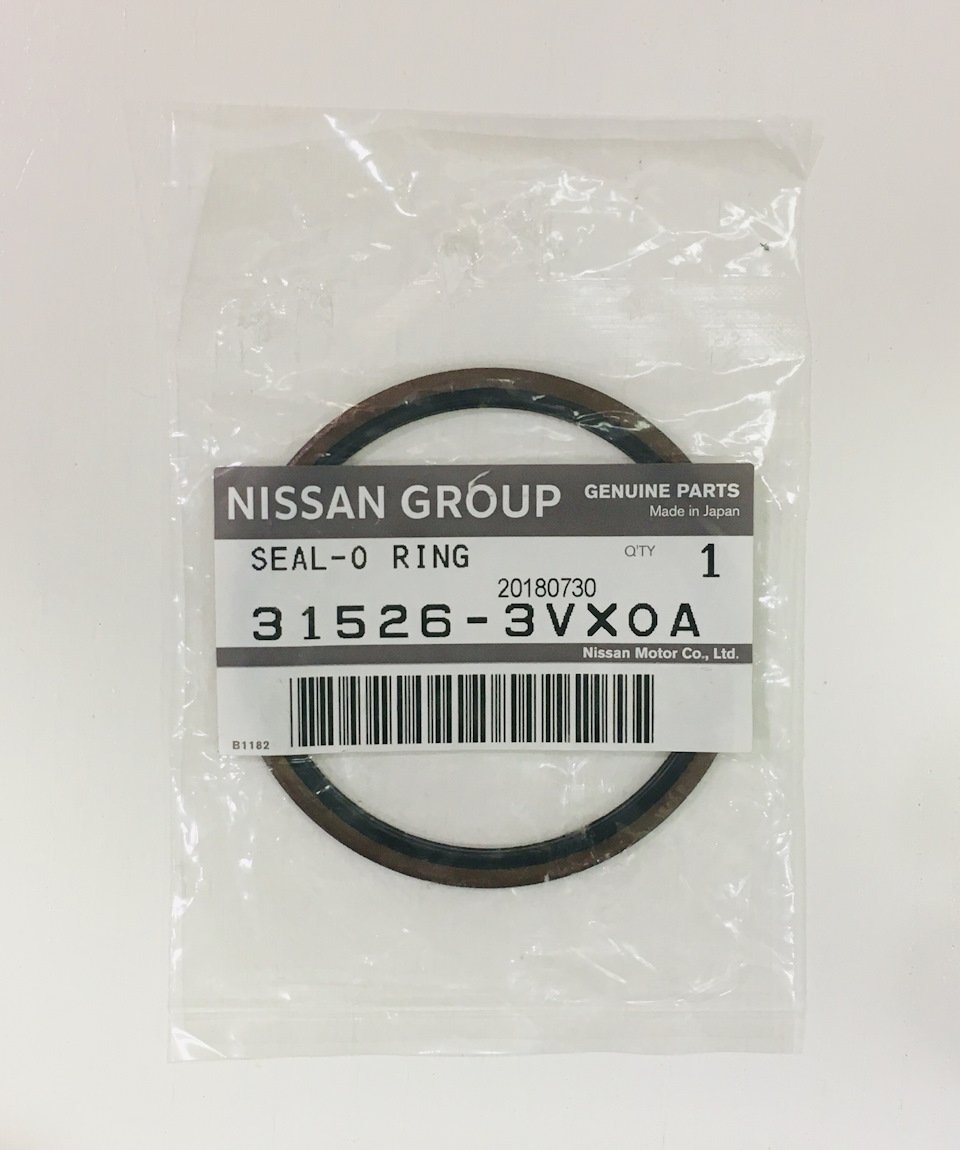 NISSAN GROUP GENUINE PARTS
Made in Japan
SEAL-O RING Q'TY 1
20180730
31526-3VX0A
Nissan Motor Co., Ltd.
B1182